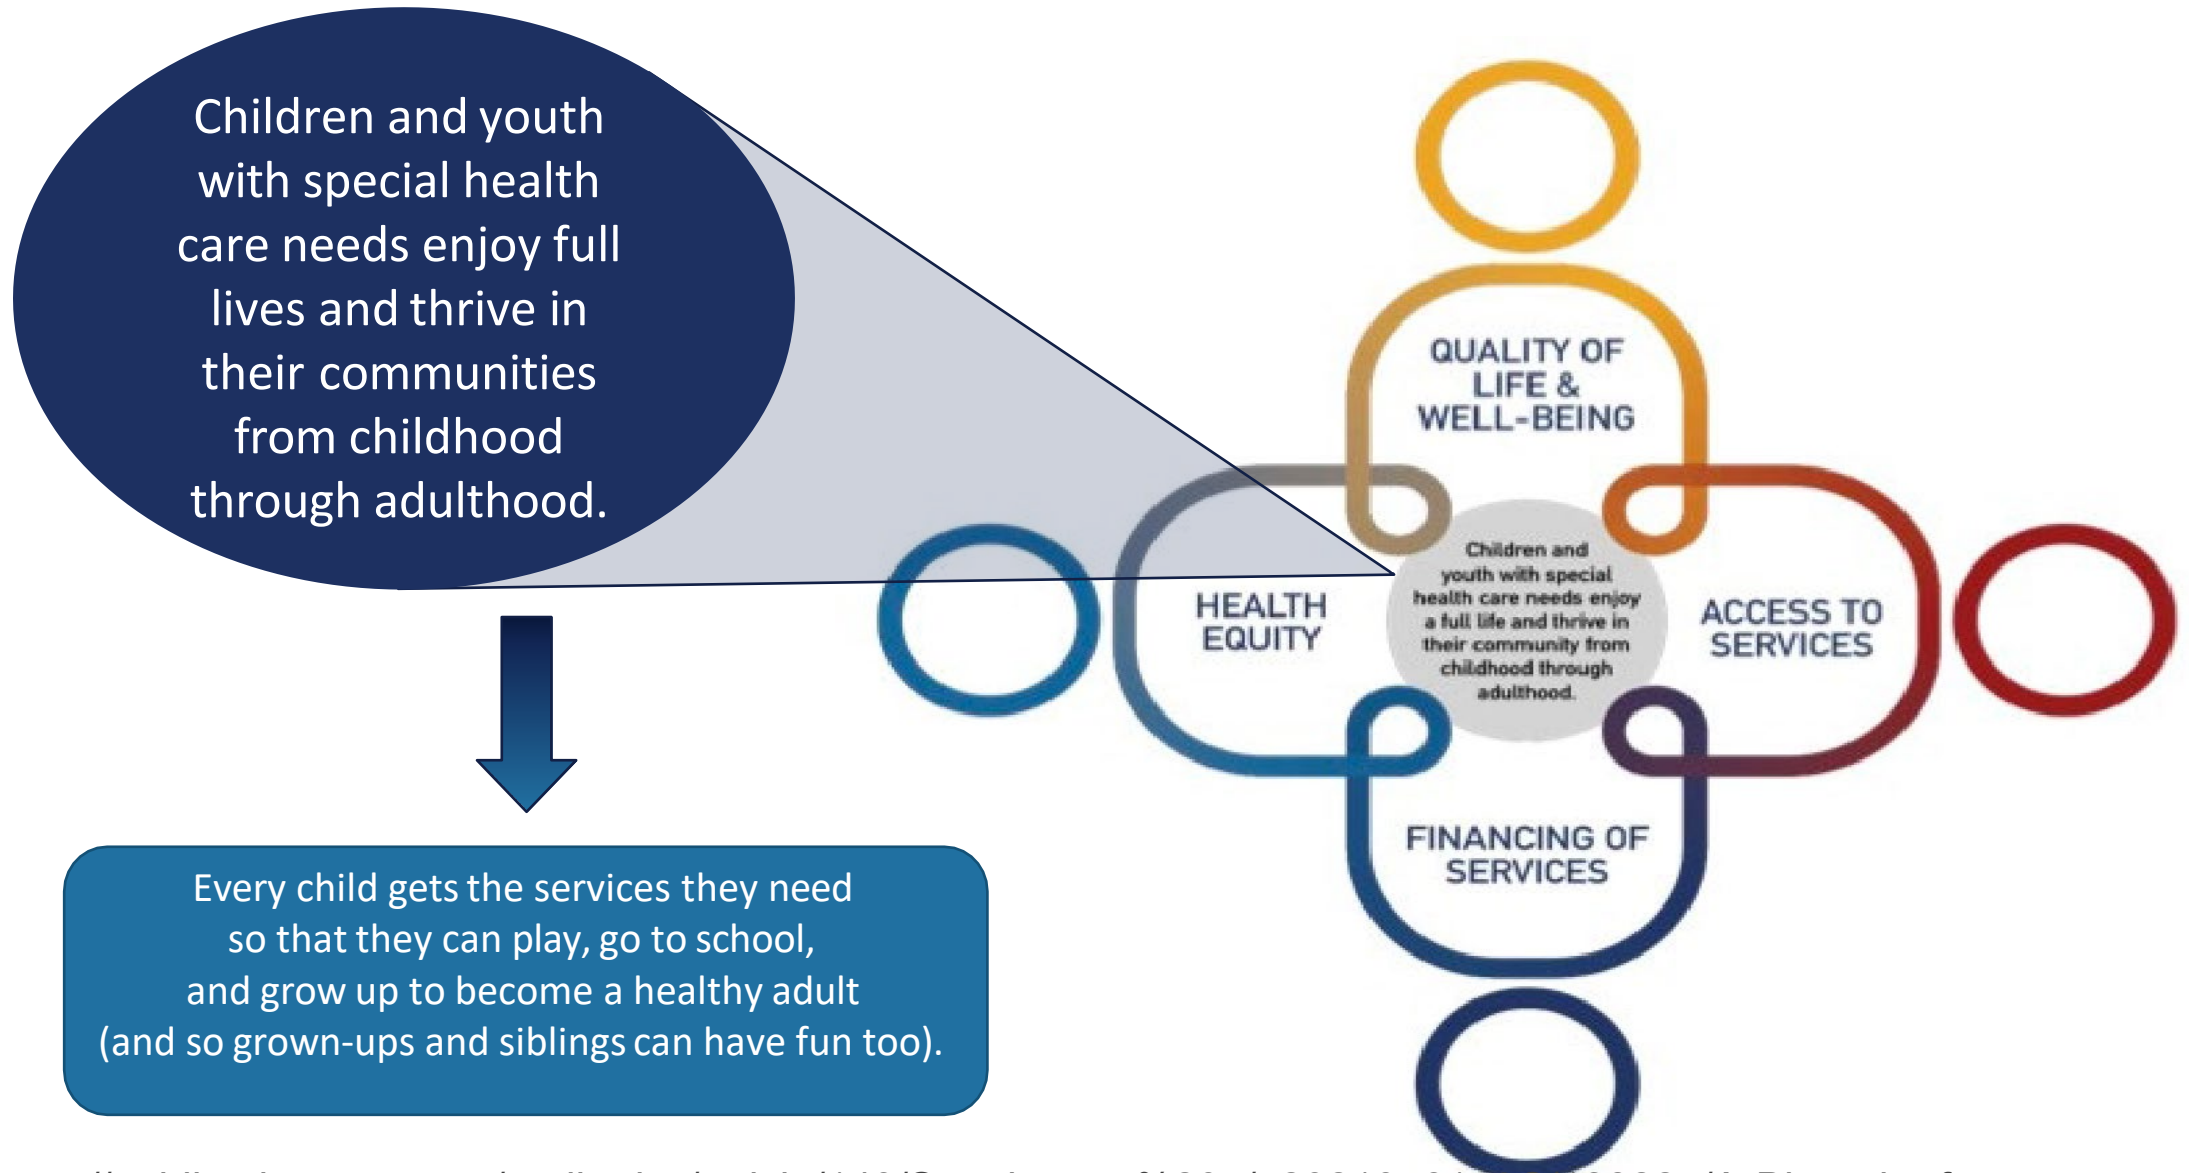 Children and youth
with special health
care needs enjoy full
lives and thrive in
their communities
from childhood
through adulthood.
Every child gets the services they need
so that they can play, go to school,
and grow up to become a healthy adult
(and so grown-ups and siblings can have fun too).
QUALITY OF
LIFE &
WELL-BEING
HEALTH
EQUITY
Children and
youth with special
health care needs enjoy
a full life and thrive in
their community from
childhood through
adulthood.
ACCESS TO
SERVICES
FINANCING OF
SERVICES